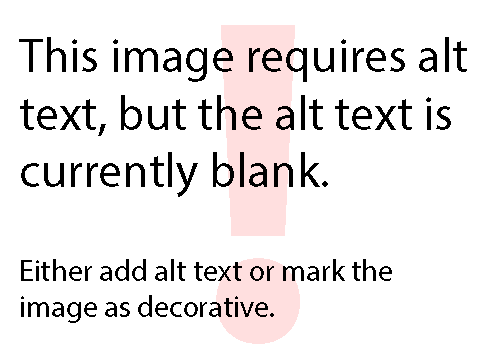 This image requires alt
text, but the alt text is
currently blank.
Either add alt text or mark the
image as decorative.